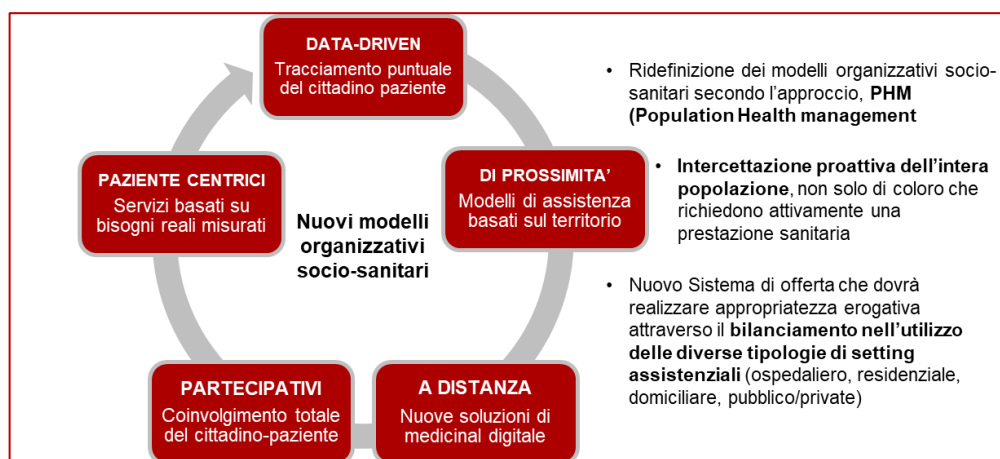 DATA-DRIVEN
Tracciamento puntuale
del cittadino paziente
DI PROSSIMITA’
Modelli di assistenza
basati sul territorio
A DISTANZA
Nuove soluzioni di
medicinal digitale
PARTECIPATIVI
Coinvolgimento totale
del cittadino-paziente
PAZIENTE CENTRICI
Servizi basati su
bisogni reali misurati
Nuovi modelli
organizzativi
socio-sanitari
• Ridefinizione dei modelli organizzativi socio-
sanitari secondo l’approccio, PHM
(Population Health management
• Intercettazione proattiva dell’intera
popolazione, non solo di coloro che
richiedono attivamente una
prestazione sanitaria
• Nuovo Sistema di offerta che dovrà
realizzare appropriatezza erogativa
attraverso il bilanciamento nell’utilizzo
delle diverse tipologie di setting
assistenziali (ospedaliero, residenziale,
domiciliare, pubblico/private)